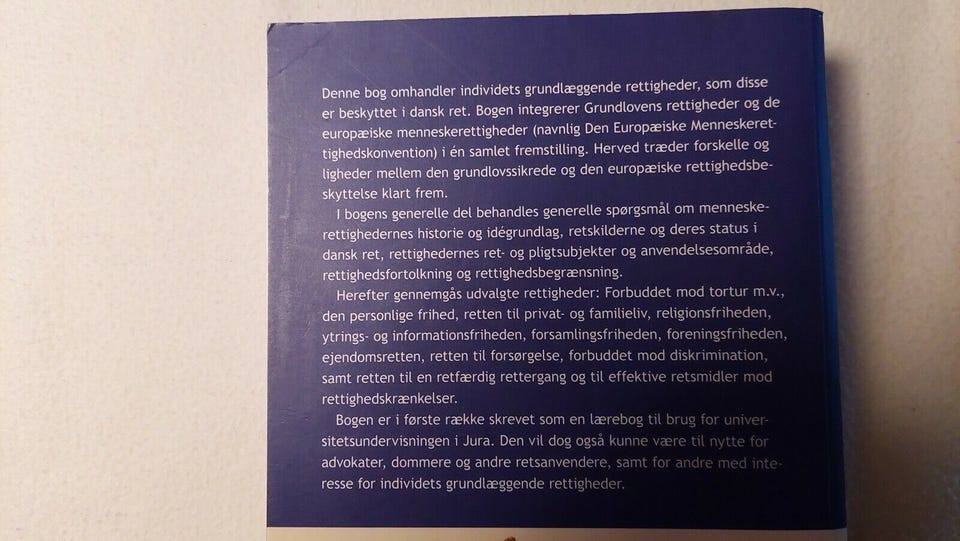 Denne bog omhandler individets grundlæggende rettigheder, som disse
er beskyttet i dansk ret. Bogen integrerer Grundlovens rettigheder og de
europæiske menneskerettigheder (navnlig Den Europæiske Menneskeret-
tighedskonvention) i én samlet fremstilling. Herved træder forskelle og
ligheder mellem den grundlovssikrede og den europæiske rettighedsbe-
skyttelse klart frem.
I bogens generelle del behandles generelle spørgsmål om menneske-
rettighedernes historie og idégrundlag, retskilderne og deres status i
dansk ret, rettighedernes ret- og pligtsubjekter og anvendelsesområde,
rettighedsfortolkning og rettighedsbegrænsning.
Herefter gennemgås udvalgte rettigheder: Forbuddet mod tortur m.v.,
den personlige frihed, retten til privat- og familieliv, religionsfriheden,
ytrings- og informationsfriheden, forsamlingsfriheden, foreningsfriheden,
ejendomsretten, retten til forsørgelse, forbuddet mod diskrimination,
samt retten til en retfærdig rettergang og til effektive retsmidler mod
rettighedskrænkelser.
Bogen er i første række skrevet som en lærebog til brug for univer-
sitetsundervisningen i Jura. Den vil dog også kunne være til nytte for
advokater, dommere og andre retsanvendere, samt for andre med inte-
resse for individets grundlæggende rettigheder.